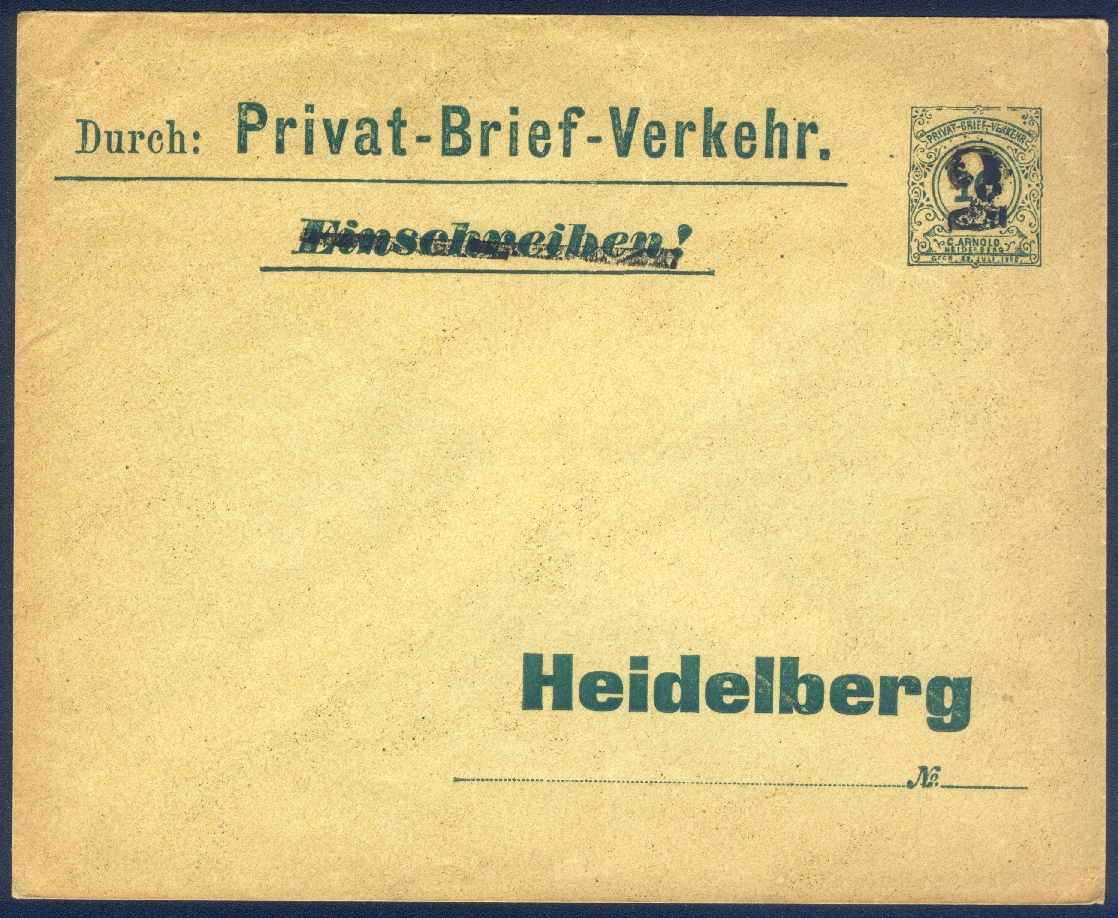 Durch: Privat-Brief-Verkehr.
Einschreiben!
PRIVAT-BRIEF-VERKEHR
C. ARNOLD
HEIDELBERG
Heidelberg
No.